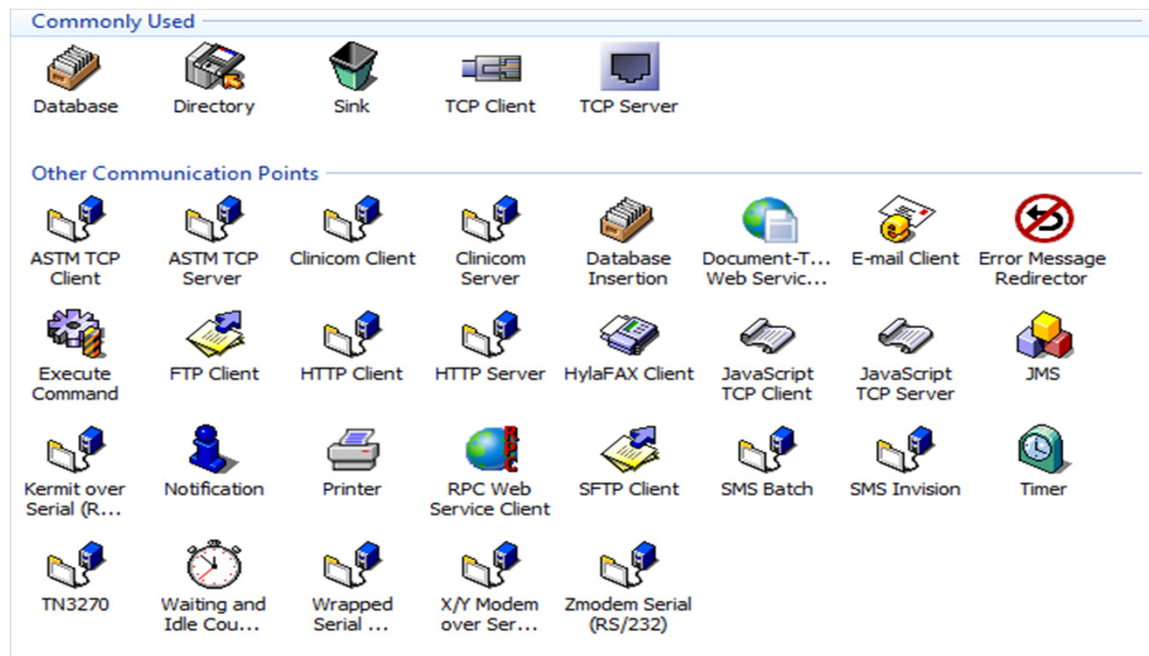 Commonly Used
Database Directory Sink TCP Client TCP Server
Other Communication Points
ASTM TCP ASTM TCP Clinicom Client Clinicom Database Document-T... E-mail Client Error Message
Client Server Server Insertion Web Servic... Redirector
Execute FTP Client HTTP Client HTTP Server HylaFAX Client JavaScript JavaScript JMS
Command TCP Client TCP Server
RPC
Kermit over Notification Printer RPC Web SFTP Client SMS Batch SMS Invision Timer
Serial (R... Service Client
TN3270 Waiting and Wrapped X/Y Modem Zmodem Serial
Idle Cou... Serial ... over Ser... (RS/232)